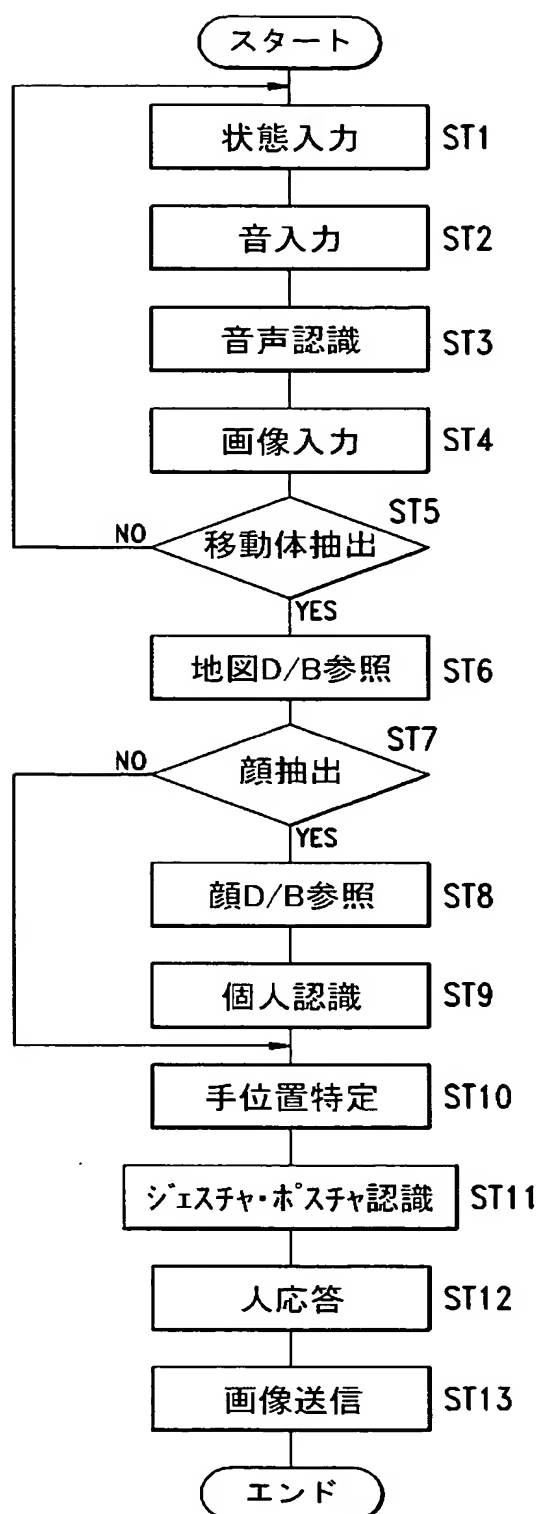 スタート
状態入力 ST1
音入力 ST2
音声認識 ST3
画像入力 ST4
ST5
NO 移動体抽出
YES
地図D/B参照 ST6
ST7
NO 顔抽出
YES
顔D/B参照 ST8
個人認識 ST9
手位置特定 ST10
ジェスチャ・ポスチャ認識 ST11
人応答 ST12
画像送信 ST13
エンド